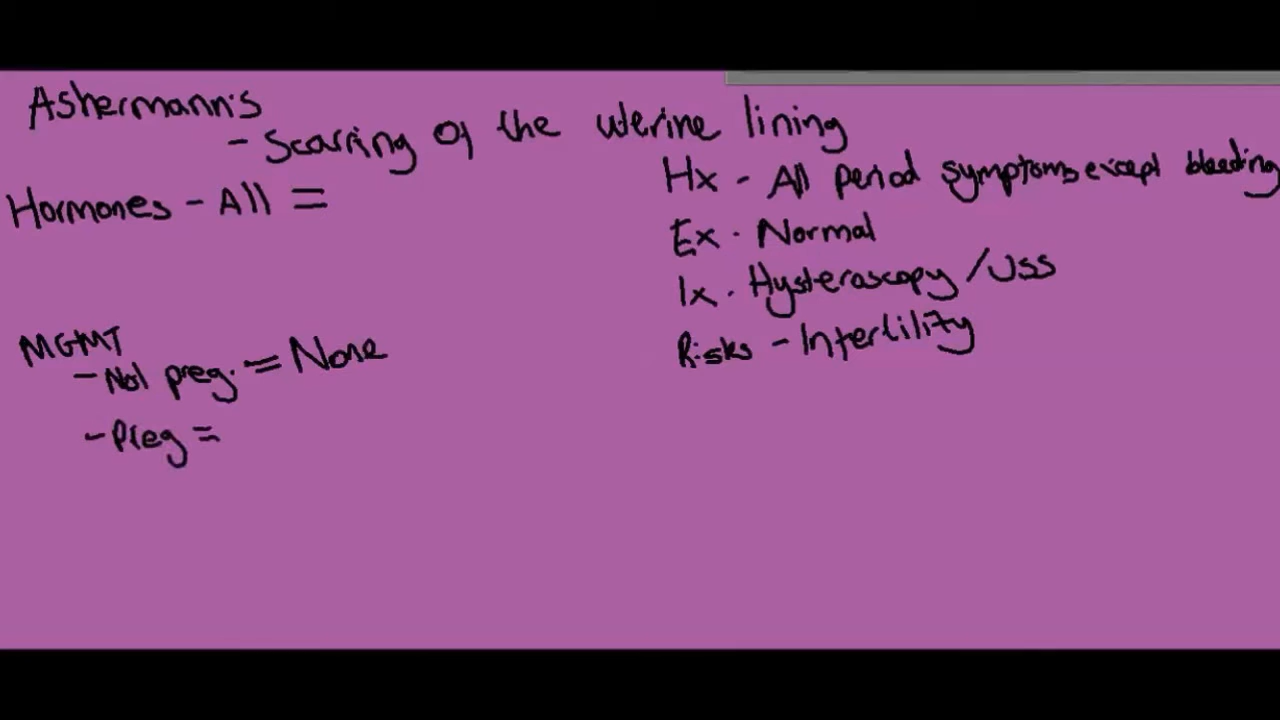 Ashermann's
- Scarring of the uterine lining
Hormones - All =
Hx - All period symptoms except bleeding
Ex - Normal
Ix - Hysteroscopy / USS
Risks - Infertility
MGMT
- Not preg. = None
- Preg =